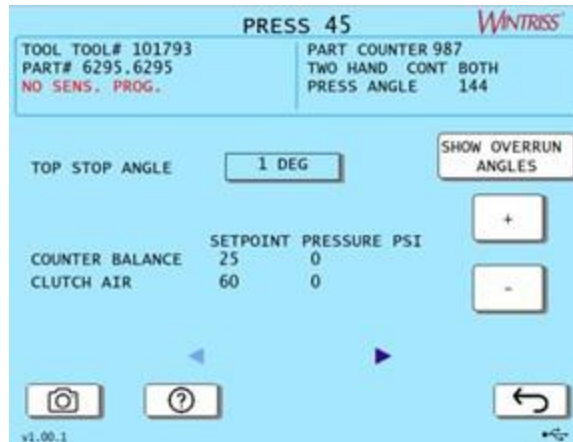 PRESS 45
WINTRISS
TOOL TOOL# 101793
PART# 6295.6295
NO SENS. PROG.
PART COUNTER 987
TWO HAND CONT BOTH
PRESS ANGLE 144
TOP STOP ANGLE
1 DEG
SHOW OVERRUN
ANGLES
+
SETPOINT PRESSURE PSI
COUNTER BALANCE 25 0
CLUTCH AIR 60 0
-
?
v1.00.1